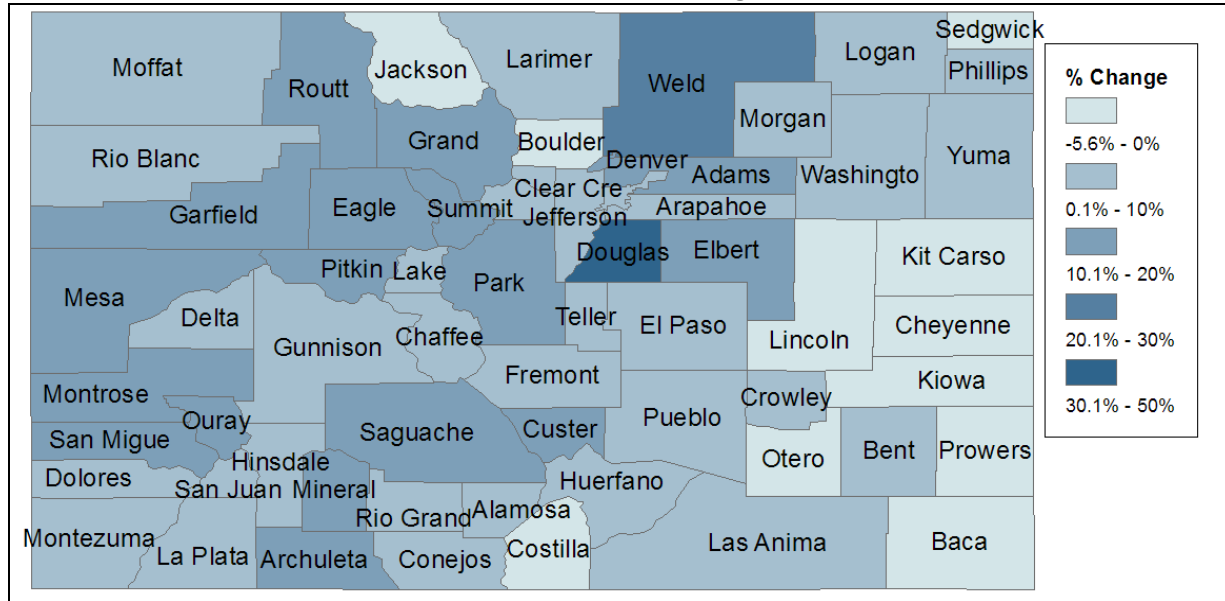 Sedgwick
Moffat
Routt
Jackson
Larimer
Weld
Logan
Phillips
Rio Blanc
Grand
Boulder
Morgan
Washingto
Yuma
Garfield
Eagle
Summit
Clear Cre
Jefferson
Denver
Adams
Arapahoe
Mesa
Pitkin
Lake
Park
Douglas
Elbert
Kit Carso
Delta
Gunnison
Chaffee
Teller
El Paso
Lincoln
Cheyenne
Montrose
Ouray
Fremont
Crowley
Kiowa
San Migue
Saguache
Custer
Pueblo
Otero
Bent
Prowers
Dolores
Hinsdale
San Juan
Mineral
Rio Grand
Alamosa
Huerfano
Montezuma
La Plata
Archuleta
Conejos
Costilla
Las Anima
Baca
% Change
-5.6% - 0%
0.1% - 10%
10.1% - 20%
20.1% - 30%
30.1% - 50%